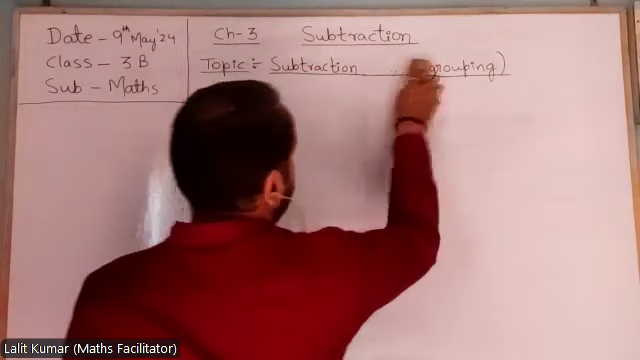 Date - 9th May'24
Class - 3 B
Sub - Maths
Ch-3 Subtraction
Topic :- Subtraction grouping)
Lalit Kumar (Maths Facilitator)